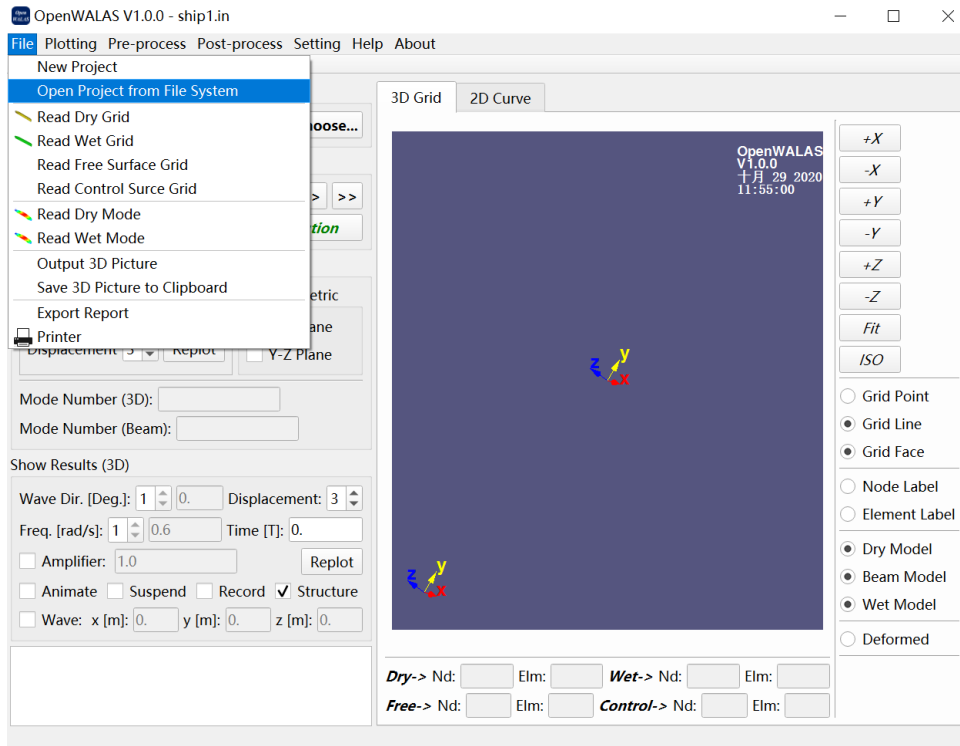 OpenWALAS V1.0.0 - ship1.in
File Plotting Pre-process Post-process Setting Help About
New Project
Open Project from File System
Read Dry Grid
Read Wet Grid
Read Free Surface Grid
Read Control Surce Grid
Read Dry Mode
Read Wet Mode
Output 3D Picture
Save 3D Picture to Clipboard
Export Report
Printer
> >>
Y-Z Plane
Displacement 3 Replot
Mode Number (3D):
Mode Number (Beam):
Show Results (3D)
Wave Dir. [Deg.]: 1 0. Displacement: 3
Freq. [rad/s]: 1 0.6 Time [T]: 0.
Amplifier: 1.0 Replot
Animate Suspend Record Structure
Wave: x [m]: 0. y [m]: 0. z [m]: 0.
3D Grid 2D Curve
OpenWALAS
V1.0.0
十月 29 2020
11:55:00
z y x
z y x
Dry-> Nd: Elm: Wet-> Nd: Elm:
Free-> Nd: Elm: Control-> Nd: Elm:
+X
-X
+Y
-Y
+Z
-Z
Fit
ISO
Grid Point
Grid Line
Grid Face
Node Label
Element Label
Dry Model
Beam Model
Wet Model
Deformed